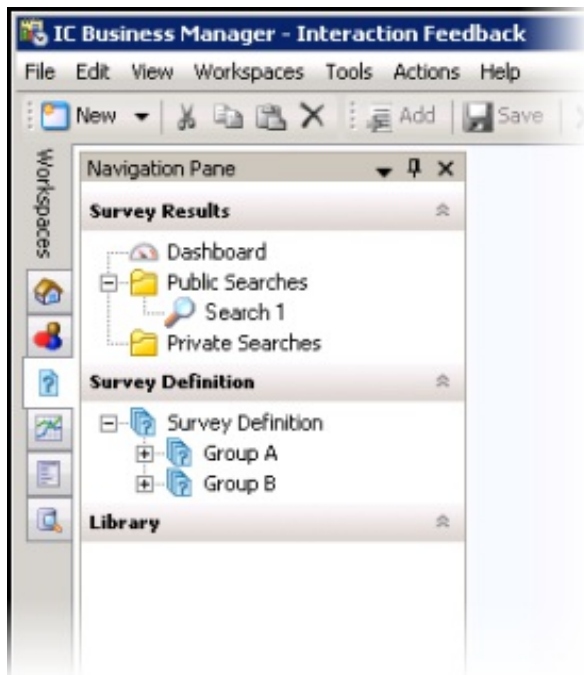 IC Business Manager - Interaction Feedback
File Edit View Workspaces Tools Actions Help
New Add Save
Workspaces
Navigation Pane
Survey Results
Dashboard
Public Searches
Search 1
Private Searches
Survey Definition
Survey Definition
Group A
Group B
Library